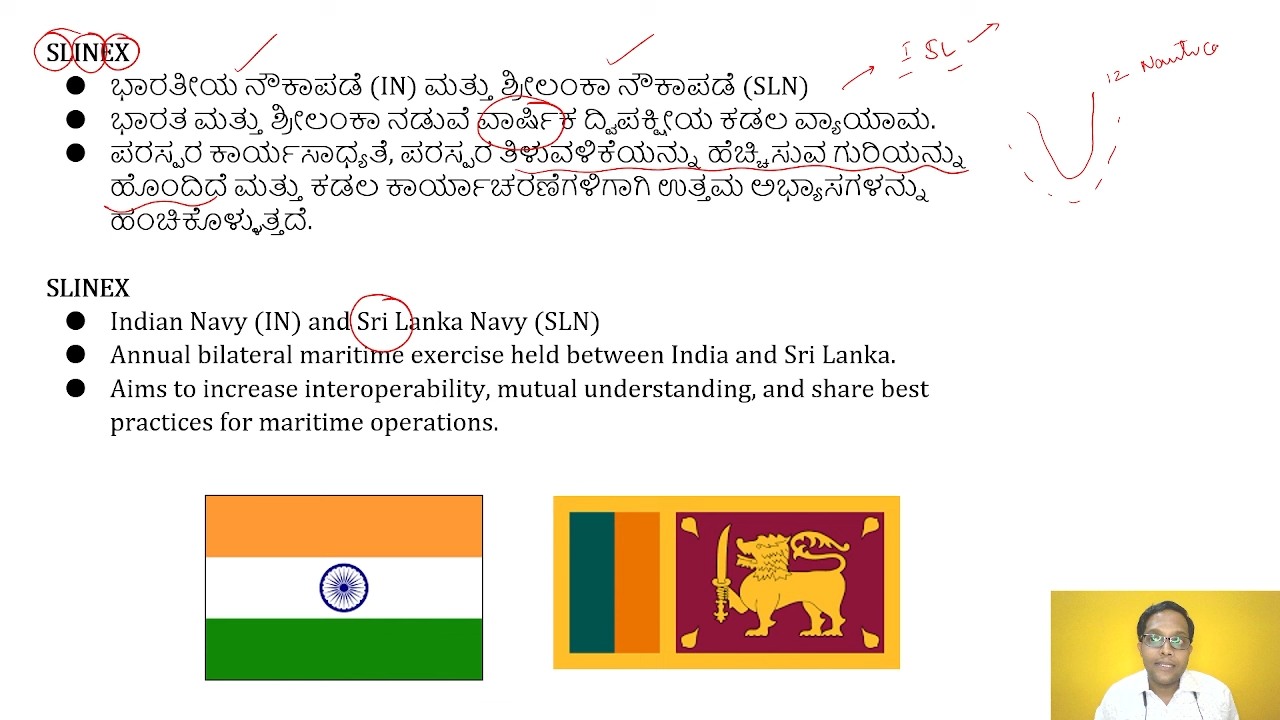 SLINEX
● ಭಾರತೀಯ ನೌಕಾಪಡೆ (IN) ಮತ್ತು ಶ್ರೀಲಂಕಾ ನೌಕಾಪಡೆ (SLN)
● ಭಾರತ ಮತ್ತು ಶ್ರೀಲಂಕಾ ನಡುವೆ ವಾರ್ಷಿಕ ದ್ವಿಪಕ್ಷೀಯ ಕಡಲ ವ್ಯಾಯಾಮ.
● ಪರಸ್ಪರ ಕಾರ್ಯಸಾಧ್ಯತೆ, ಪರಸ್ಪರ ತಿಳುವಳಿಕೆಯನ್ನು ಹೆಚ್ಚಿಸುವ ಗುರಿಯನ್ನು
ಹೊಂದಿದೆ ಮತ್ತು ಕಡಲ ಕಾರ್ಯಾಚರಣೆಗಳಿಗಾಗಿ ಉತ್ತಮ ಅಭ್ಯಾಸಗಳನ್ನು
ಹಂಚಿಕೊಳ್ಳುತ್ತದೆ.
I SL
12
SLINEX
● Indian Navy (IN) and Sri Lanka Navy (SLN)
● Annual bilateral maritime exercise held between India and Sri Lanka.
● Aims to increase interoperability, mutual understanding, and share best
practices for maritime operations.